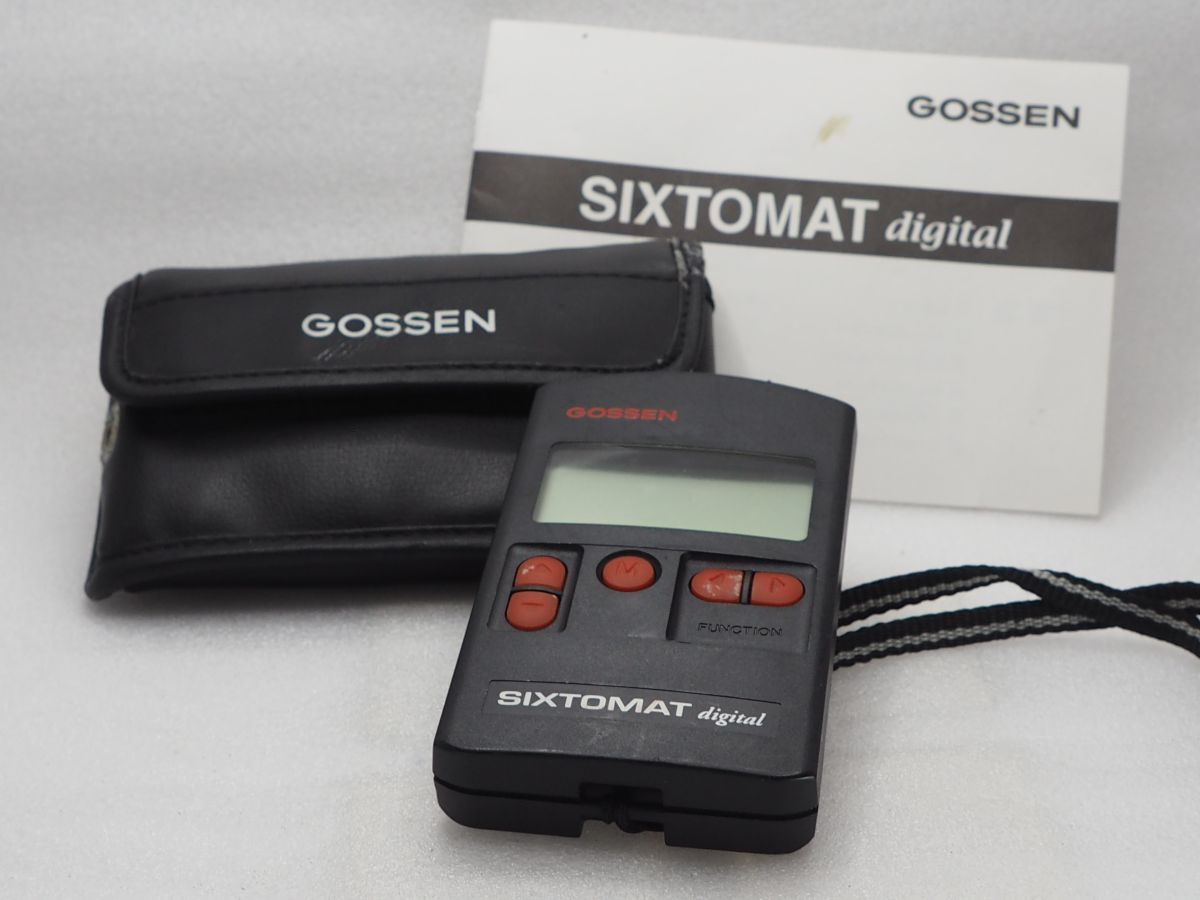 GOSSEN
SIXTOMAT digital
GOSSEN
GOSSEN
M
FUNCTION
SIXTOMAT digital